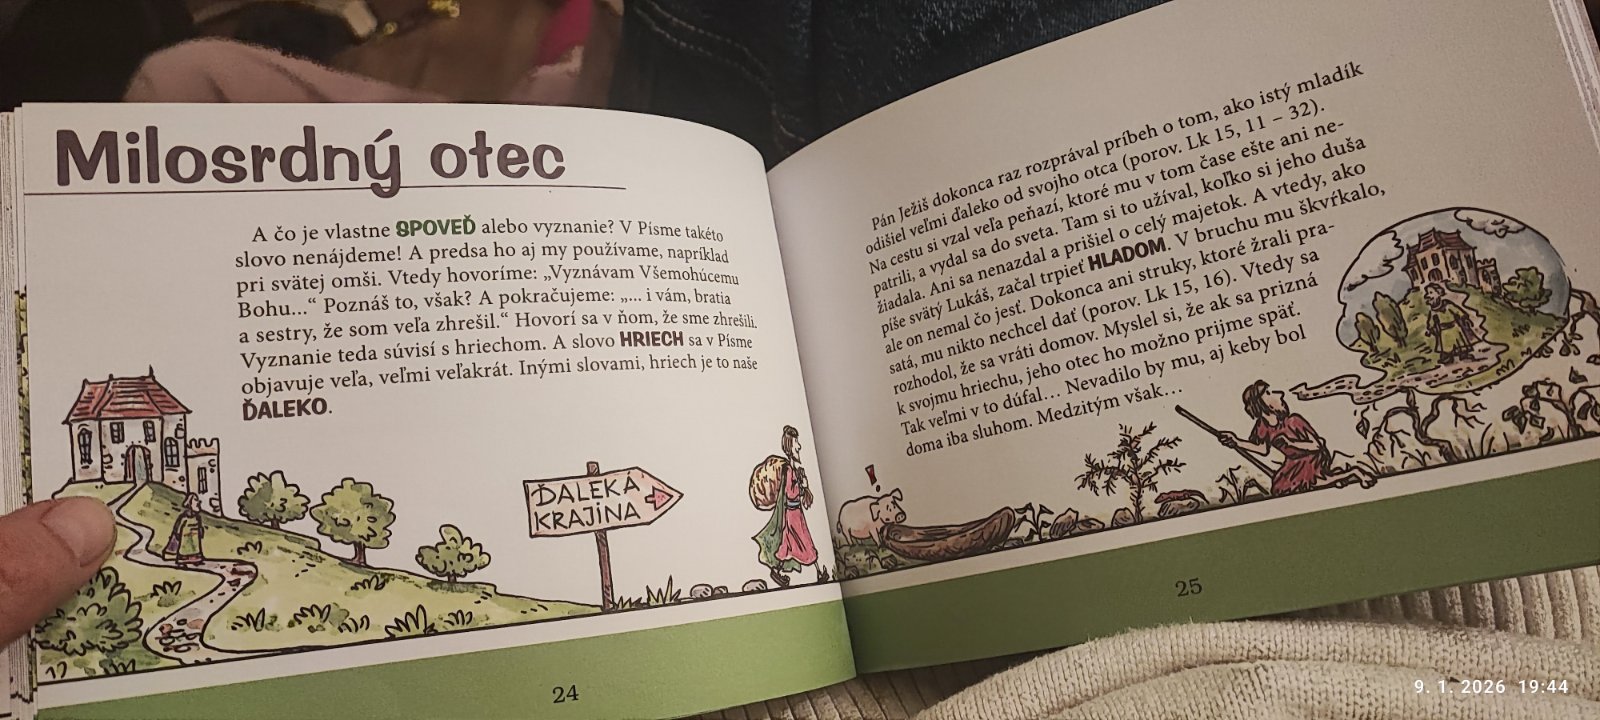 Milosrdný otec
A čo je vlastne SPOVEĎ alebo vyznanie? V Písme takéto
slovo nenájdeme! A predsa ho aj my používame, napríklad
pri svätej omši. Vtedy hovoríme: „Vyznávam Všemohúcemu
Bohu...“ Poznáš to, však? A pokračujeme: „... i vám, bratia
a sestry, že som veľa zhrešil.“ Hovorí sa v ňom, že sme zhrešili.
Vyznanie teda súvisí s hriechom. A slovo HRIECH sa v Písme
objavuje veľa, veľmi veľakrát. Inými slovami, hriech je to naše
ĎALEKO.
ĎALEKÁ
KRAJINA
24
Pán Ježiš dokonca raz rozprával príbeh o tom, ako istý mladík
odišiel veľmi ďaleko od svojho otca (porov. Lk 15, 11 – 32).
Na cestu si vzal veľa peňazí, ktoré mu v tom čase ešte ani ne-
patrili, a vydal sa do sveta. Tam si to užíval, koľko si jeho duša
žiadala. Ani sa nenazdal a prišiel o celý majetok. A vtedy, ako
píše svätý Lukáš, začal trpieť HLADOM. V bruchu mu škvŕkalo,
ale on nemal čo jesť. Dokonca ani struky, ktoré žrali pra-
satá, mu nikto nechcel dať (porov. Lk 15, 16). Vtedy sa
rozhodol, že sa vráti domov. Myslel si, že ak sa prizná
k svojmu hriechu, jeho otec ho možno prijme späť.
Tak veľmi v to dúfal... Nevadilo by mu, aj keby bol
doma iba sluhom. Medzitým však...
!
25
9. 1. 2026 19:44